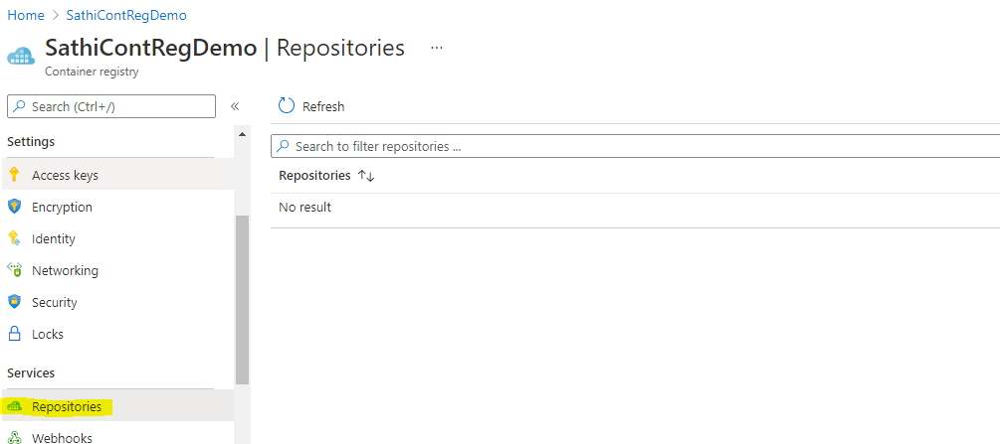 Home > SathiContRegDemo
SathiContRegDemo | Repositories ...
Container registry
Search (Ctrl+/) «
Settings
Access keys
Encryption
Identity
Networking
Security
Locks
Services
Repositories
Webhooks
Refresh
Search to filter repositories ...
Repositories ↑↓
No result